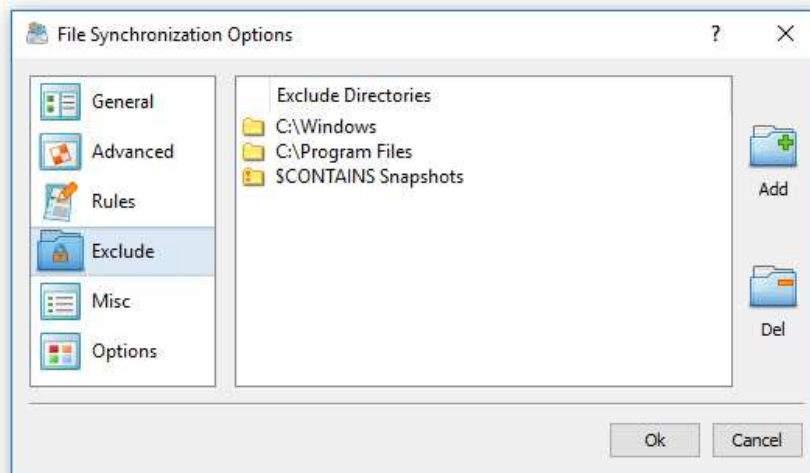 File Synchronization Options
?
General
Advanced
Rules
Exclude
Misc
Options
Exclude Directories
C:\Windows
C:\Program Files
$CONTAINS Snapshots
Add
Del
Ok
Cancel